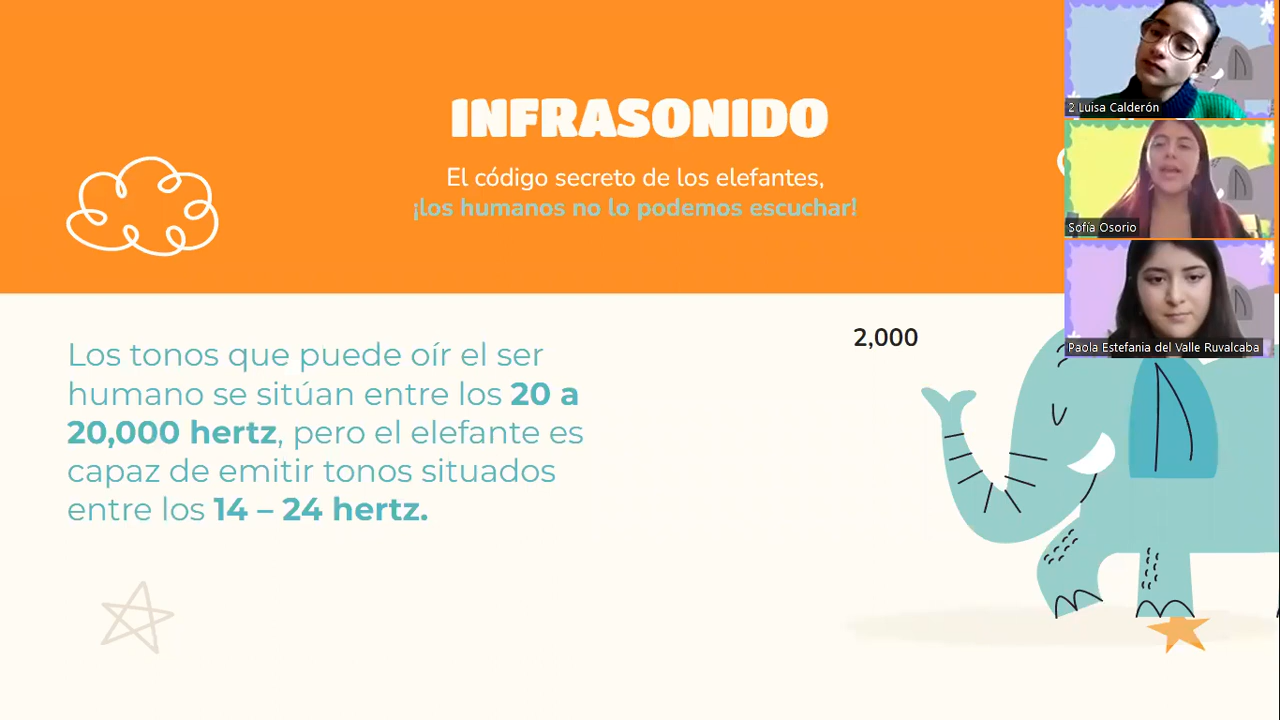 INFRASONIDO
El código secreto de los elefantes,
¡los humanos no lo podemos escuchar!
Los tonos que puede oír el ser
humano se sitúan entre los 20 a
20,000 hertz, pero el elefante es
capaz de emitir tonos situados
entre los 14 – 24 hertz.
2,000
2 Luisa Calderón
Sofía Osorio
Paola Estefania del Valle Ruvalcaba